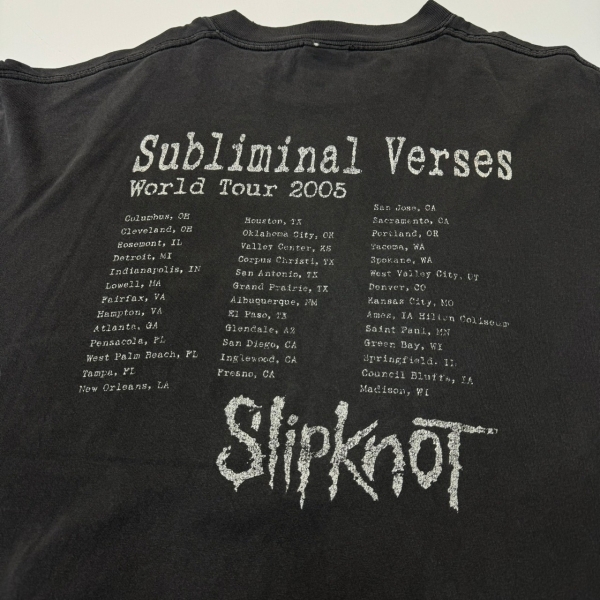 Subliminal Verses
World Tour 2005
Columbus, OH
Cleveland, OH
Rosemont, IL
Detroit, MI
Indianapolis, IN
Lowell, MA
Fairfax, VA
Hampton, VA
Atlanta, GA
Pensacola, FL
West Palm Beach, FL
Tampa, FL
New Orleans, LA
Houston, TX
Oklahoma City, OK
Valley Center, KS
Corpus Christi, TX
San Antonio, TX
Grand Prairie, TX
Albuquerque, NM
El Paso, TX
Glendale, AZ
San Diego, CA
Inglewood, CA
Fresno, CA
San Jose, CA
Sacramento, CA
Portland, OR
Tacoma, WA
Spokane, WA
West Valley City, UT
Denver, CO
Kansas City, MO
Ames, IA Hilton Coliseum
Saint Paul, MN
Green Bay, WI
Springfield, IL
Council Bluffs, IA
Madison, WI
Slipknot